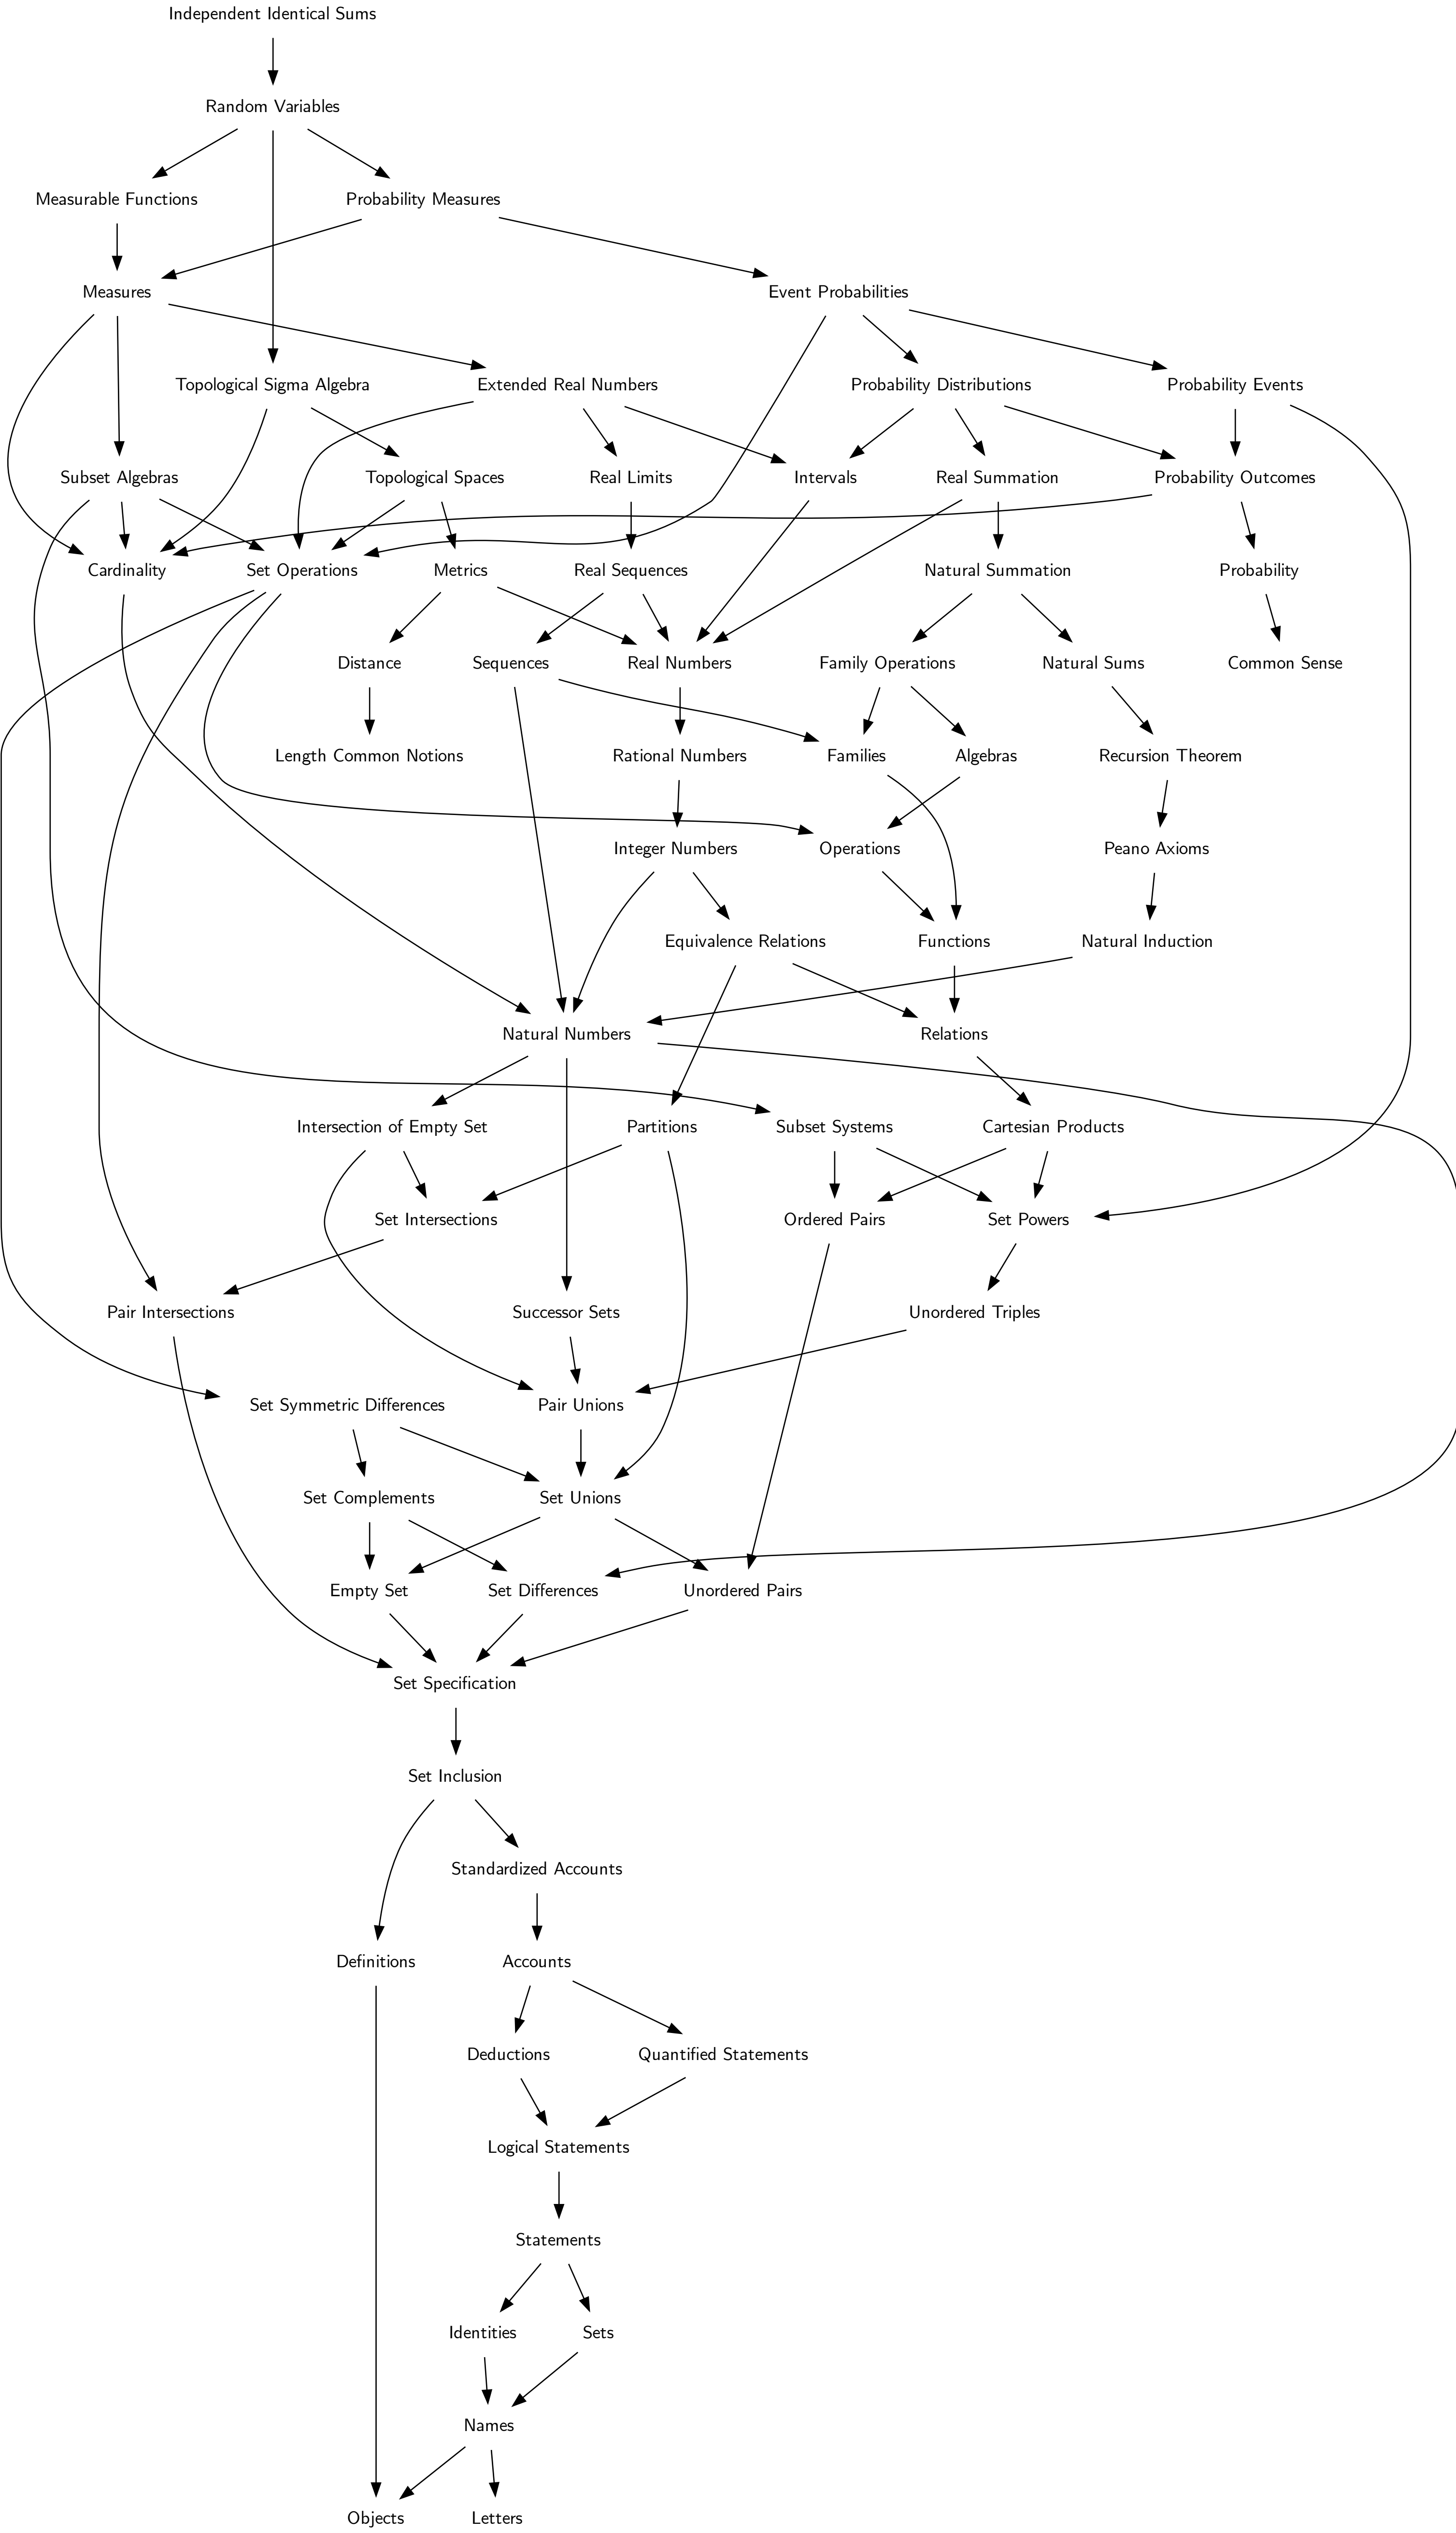 Independent Identical Sums
Random Variables
Measurable Functions
Probability Measures
Measures
Event Probabilities
Topological Sigma Algebra
Extended Real Numbers
Probability Distributions
Probability Events
Subset Algebras
Topological Spaces
Real Limits
Intervals
Real Summation
Probability Outcomes
Cardinality
Set Operations
Metrics
Real Sequences
Natural Summation
Probability
Distance
Sequences
Real Numbers
Family Operations
Natural Sums
Common Sense
Length Common Notions
Rational Numbers
Families
Algebras
Recursion Theorem
Integer Numbers
Operations
Peano Axioms
Equivalence Relations
Functions
Natural Induction
Natural Numbers
Relations
Intersection of Empty Set
Partitions
Subset Systems
Cartesian Products
Set Intersections
Ordered Pairs
Set Powers
Pair Intersections
Successor Sets
Unordered Triples
Set Symmetric Differences
Pair Unions
Set Complements
Set Unions
Empty Set
Set Differences
Unordered Pairs
Set Specification
Set Inclusion
Standardized Accounts
Definitions
Accounts
Deductions
Quantified Statements
Logical Statements
Statements
Identities
Sets
Names
Objects
Letters